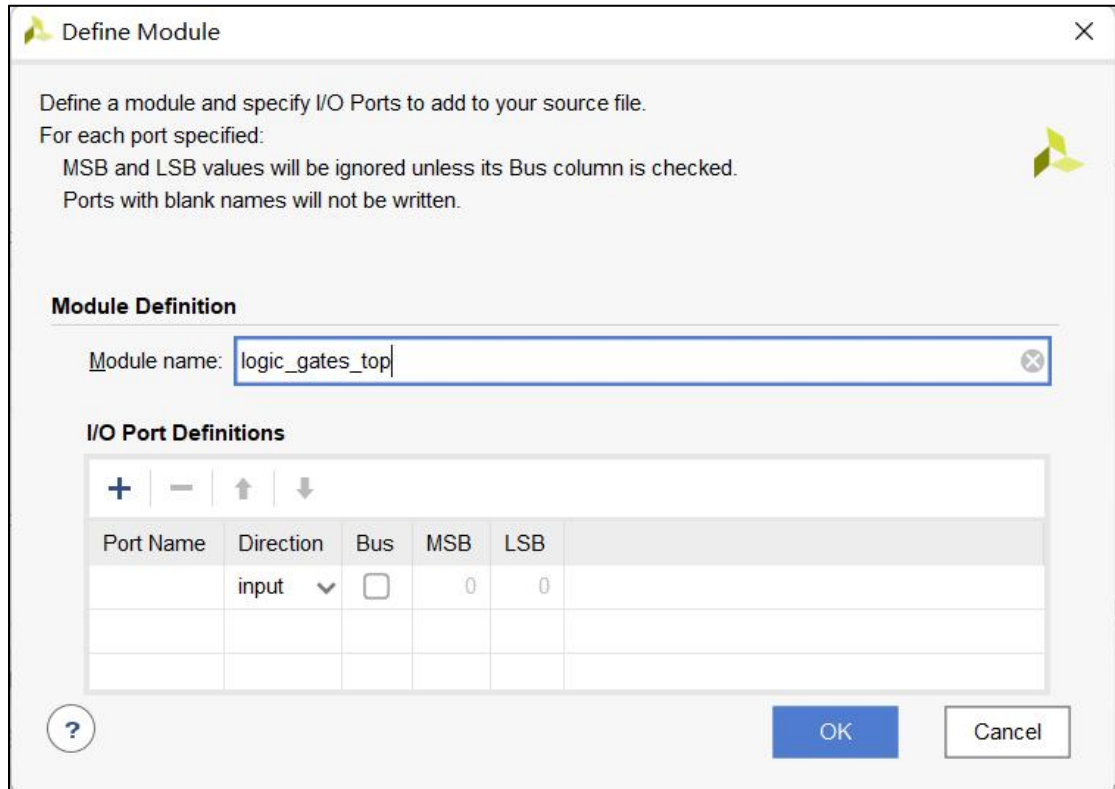 Define Module
Define a module and specify I/O Ports to add to your source file.
For each port specified:
MSB and LSB values will be ignored unless its Bus column is checked.
Ports with blank names will not be written.
Module Definition
Module name: logic_gates_top
I/O Port Definitions
Port Name Direction Bus MSB LSB
input 0 0
? OK Cancel